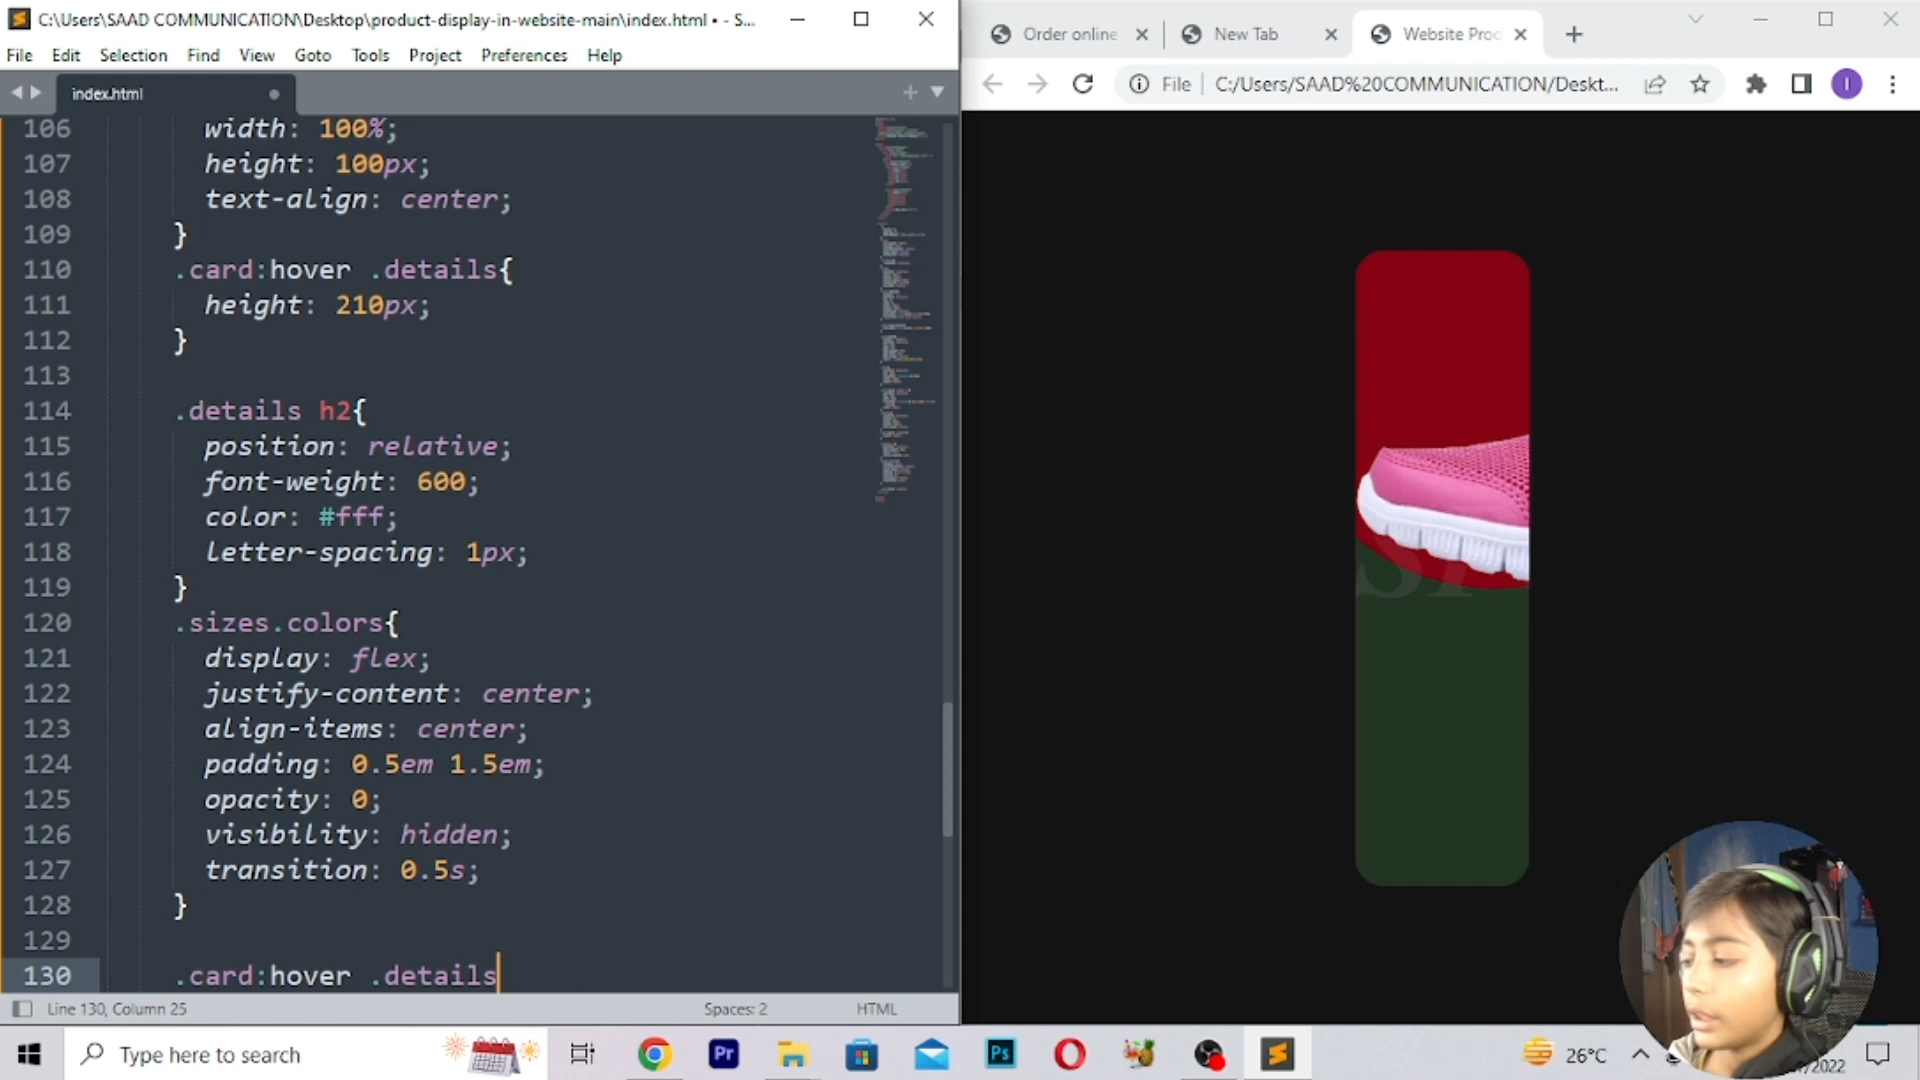 C:\Users\SAAD COMMUNICATION\Desktop\product-display-in-website-main\index.html • - S...
File Edit Selection Find View Goto Tools Project Preferences Help
index.html
106 width: 100%;
107 height: 100px;
108 text-align: center;
109 }
110 .card:hover .details{
111 height: 210px;
112 }
113
114 .details h2{
115 position: relative;
116 font-weight: 600;
117 color: #fff;
118 letter-spacing: 1px;
119 }
120 .sizes.colors{
121 display: flex;
122 justify-content: center;
123 align-items: center;
124 padding: 0.5em 1.5em;
125 opacity: 0;
126 visibility: hidden;
127 transition: 0.5s;
128 }
129
130 .card:hover .details
Line 130, Column 25 Spaces: 2 HTML
Order online New Tab Website Prod
File C:/Users/SAAD%20COMMUNICATION/Deskt... I
Type here to search
Pr Ps
26°C
/2022